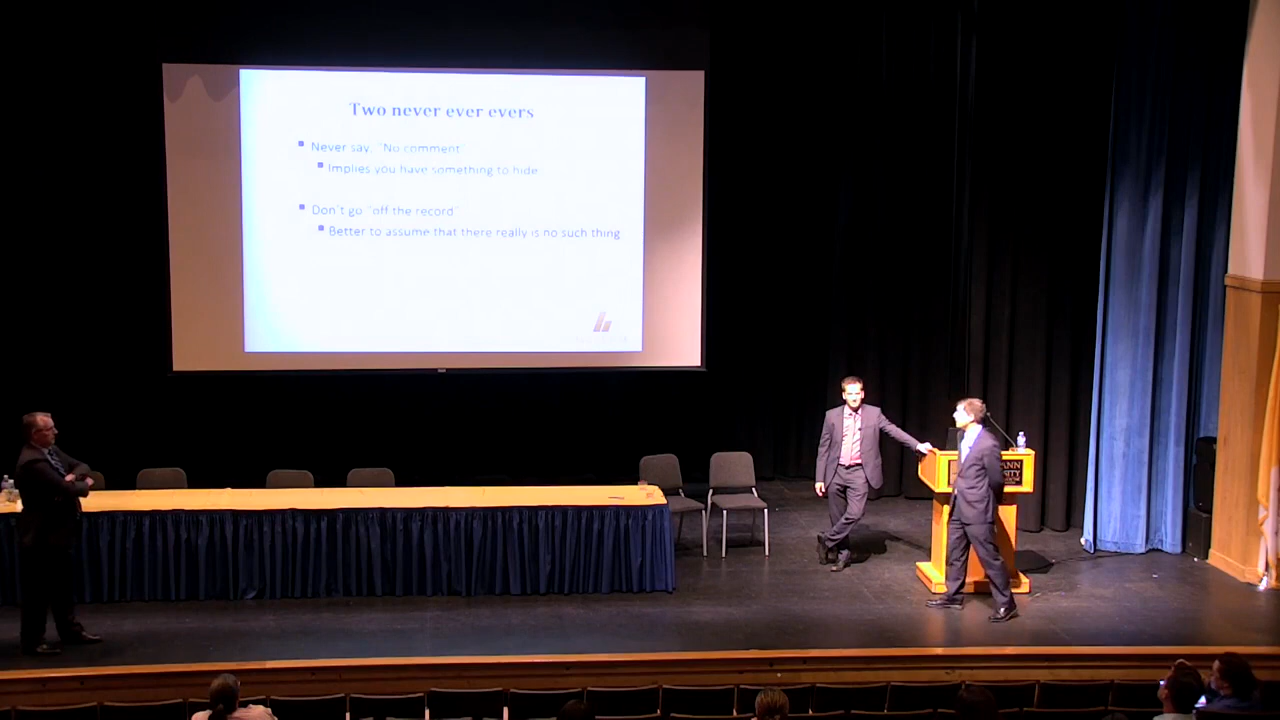 Two never ever evers
Never say, "No comment"
Implies you have something to hide
Don't go "off the record"
Better to assume that there really is no such thing